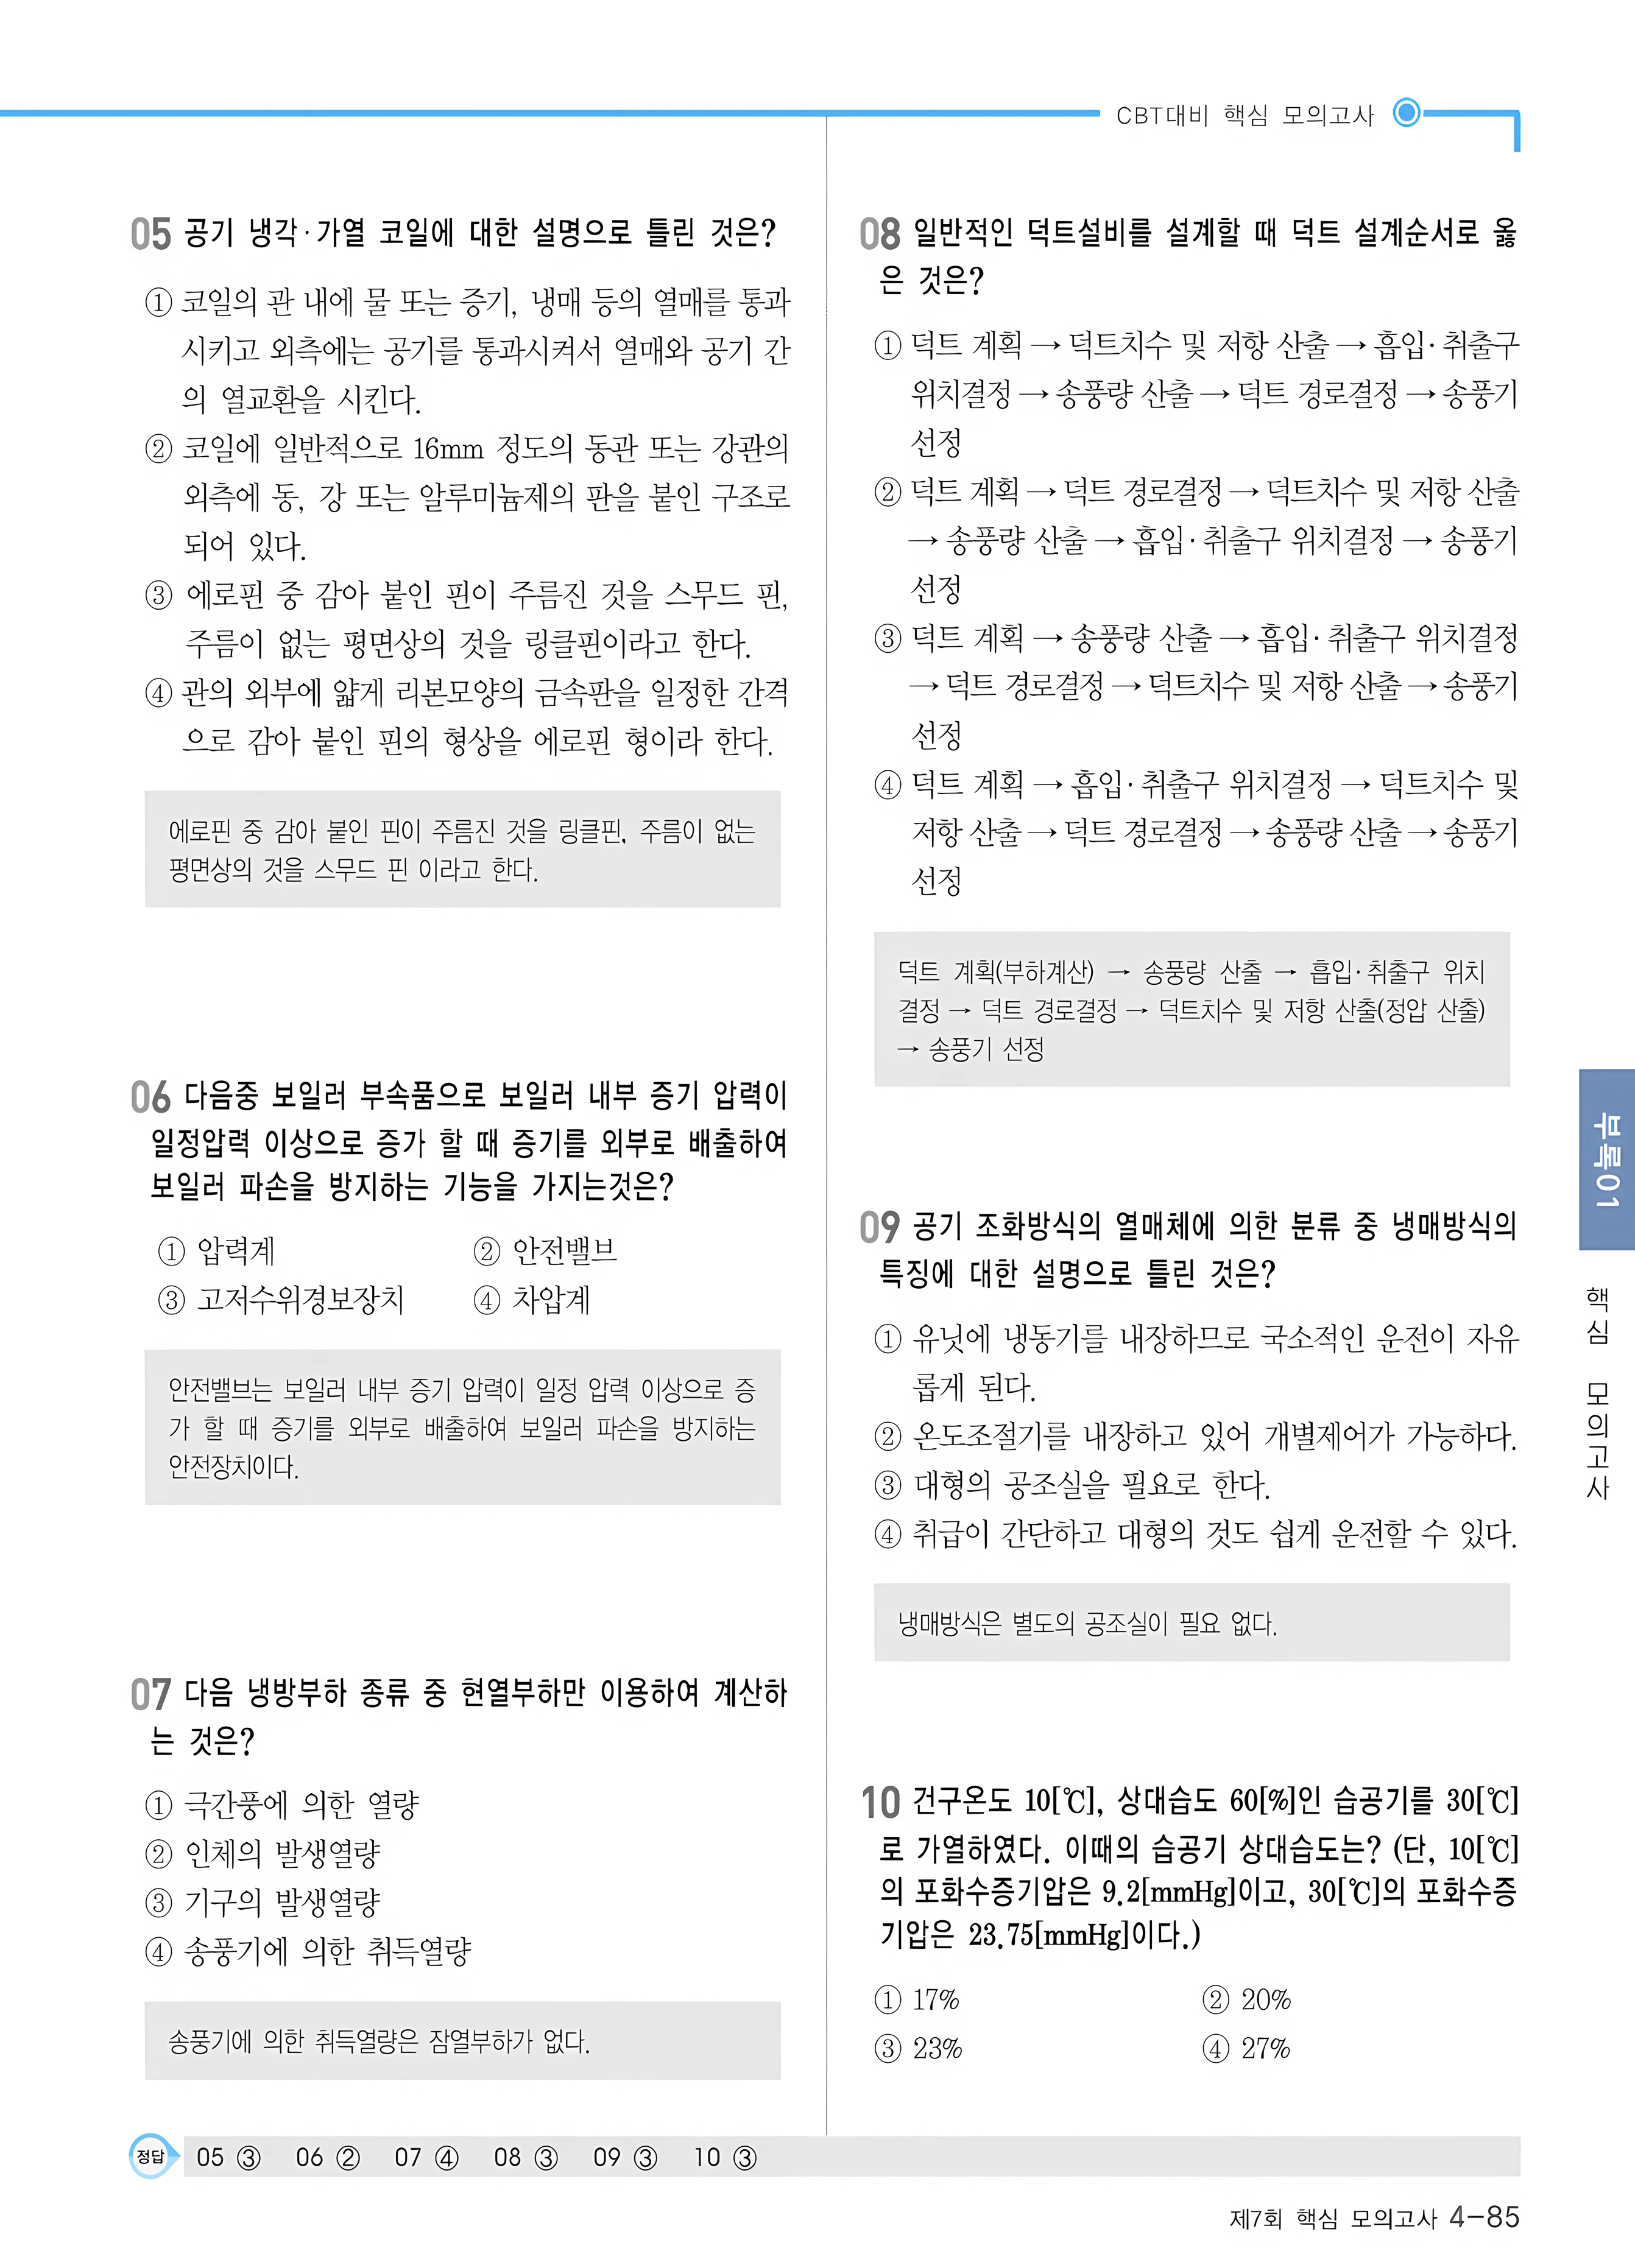 CBT대비 핵심 모의고사
05 공기 냉각·가열 코일에 대한 설명으로 틀린 것은?
① 코일의 관 내에 물 또는 증기, 냉매 등의 열매를 통과
시키고 외측에는 공기를 통과시켜서 열매와 공기 간
의 열교환을 시킨다.
② 코일에 일반적으로 16mm 정도의 동관 또는 강관의
외측에 동, 강 또는 알루미늄제의 판을 붙인 구조로
되어 있다.
③ 에로핀 중 감아 붙인 핀이 주름진 것을 스무드 핀,
주름이 없는 평면상의 것을 링클핀이라고 한다.
④ 관의 외부에 얇게 리본모양의 금속판을 일정한 간격
으로 감아 붙인 핀의 형상을 에로핀 형이라 한다.
에로핀 중 감아 붙인 핀이 주름진 것을 링클핀, 주름이 없는
평면상의 것을 스무드 핀 이라고 한다.
06 다음중 보일러 부속품으로 보일러 내부 증기 압력이
일정압력 이상으로 증가 할 때 증기를 외부로 배출하여
보일러 파손을 방지하는 기능을 가지는것은?
① 압력계 ② 안전밸브
③ 고저수위경보장치 ④ 차압계
안전밸브는 보일러 내부 증기 압력이 일정 압력 이상으로 증
가 할 때 증기를 외부로 배출하여 보일러 파손을 방지하는
안전장치이다.
07 다음 냉방부하 종류 중 현열부하만 이용하여 계산하
는 것은?
① 극간풍에 의한 열량
② 인체의 발생열량
③ 기구의 발생열량
④ 송풍기에 의한 취득열량
송풍기에 의한 취득열량은 잠열부하가 없다.
08 일반적인 덕트설비를 설계할 때 덕트 설계순서로 옳
은 것은?
① 덕트 계획 → 덕트치수 및 저항 산출 → 흡입·취출구
위치결정 → 송풍량 산출 → 덕트 경로결정 → 송풍기
선정
② 덕트 계획 → 덕트 경로결정 → 덕트치수 및 저항 산출
→ 송풍량 산출 → 흡입·취출구 위치결정 → 송풍기
선정
③ 덕트 계획 → 송풍량 산출 → 흡입·취출구 위치결정
→ 덕트 경로결정 → 덕트치수 및 저항 산출 → 송풍기
선정
④ 덕트 계획 → 흡입·취출구 위치결정 → 덕트치수 및
저항 산출 → 덕트 경로결정 → 송풍량 산출 → 송풍기
선정
덕트 계획(부하계산) → 송풍량 산출 → 흡입·취출구 위치
결정 → 덕트 경로결정 → 덕트치수 및 저항 산출(정압 산출)
→ 송풍기 선정
09 공기 조화방식의 열매체에 의한 분류 중 냉매방식의
특징에 대한 설명으로 틀린 것은?
① 유닛에 냉동기를 내장하므로 국소적인 운전이 자유
롭게 된다.
② 온도조절기를 내장하고 있어 개별제어가 가능하다.
③ 대형의 공조실을 필요로 한다.
④ 취급이 간단하고 대형의 것도 쉽게 운전할 수 있다.
냉매방식은 별도의 공조실이 필요 없다.
10 건구온도 10[℃], 상대습도 60[%]인 습공기를 30[℃]
로 가열하였다. 이때의 습공기 상대습도는? (단, 10[℃]
의 포화수증기압은 9.2[mmHg]이고, 30[℃]의 포화수증
기압은 23.75[mmHg]이다.)
① 17% ② 20%
③ 23% ④ 27%
부록01
핵심 모의고사
정답 05 ③ 06 ② 07 ④ 08 ③ 09 ③ 10 ③
제7회 핵심 모의고사 4-85